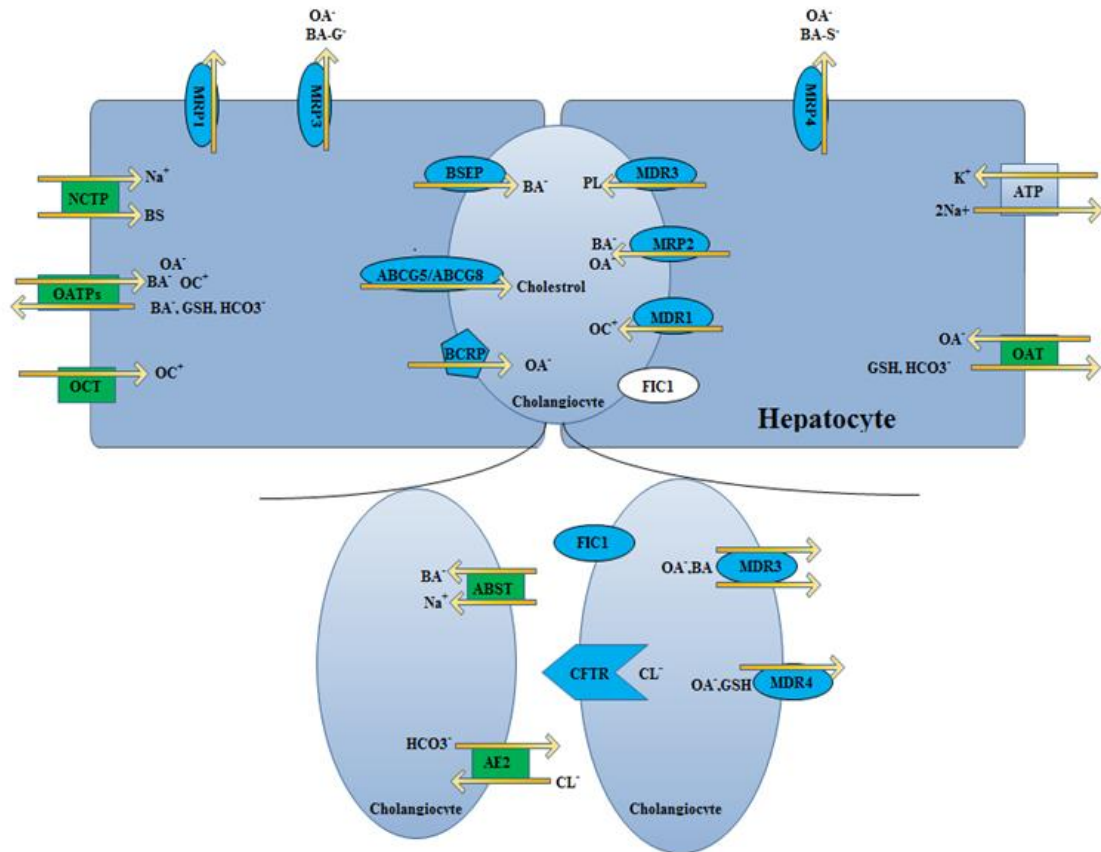 OA⁻
BA-G⁻
OA⁻
BA-S⁻
MRP1
MRP3
MRP4
Na⁺
NCTP
BS
BSEP
BA⁻
MDR3
PL
K⁺
ATP
2Na+
OA⁻
BA⁻ OC⁺
OATPs
BA⁻, GSH, HCO3⁻
ABCG5/ABCG8
Cholestrol
BA⁻
OA⁻
MRP2
MDR1
OC⁺
OCT
OC⁺
BCRP
OA⁻
Cholangiocyte
FIC1
OA⁻
OAT
GSH, HCO3⁻
Hepatocyte
BA⁻
ABST
Na⁺
FIC1
OA⁻,BA
MDR3
CFTR
CL⁻
OA⁻,GSH
MDR4
HCO3⁻
AE2
CL⁻
Cholangiocyte
Cholangiocyte